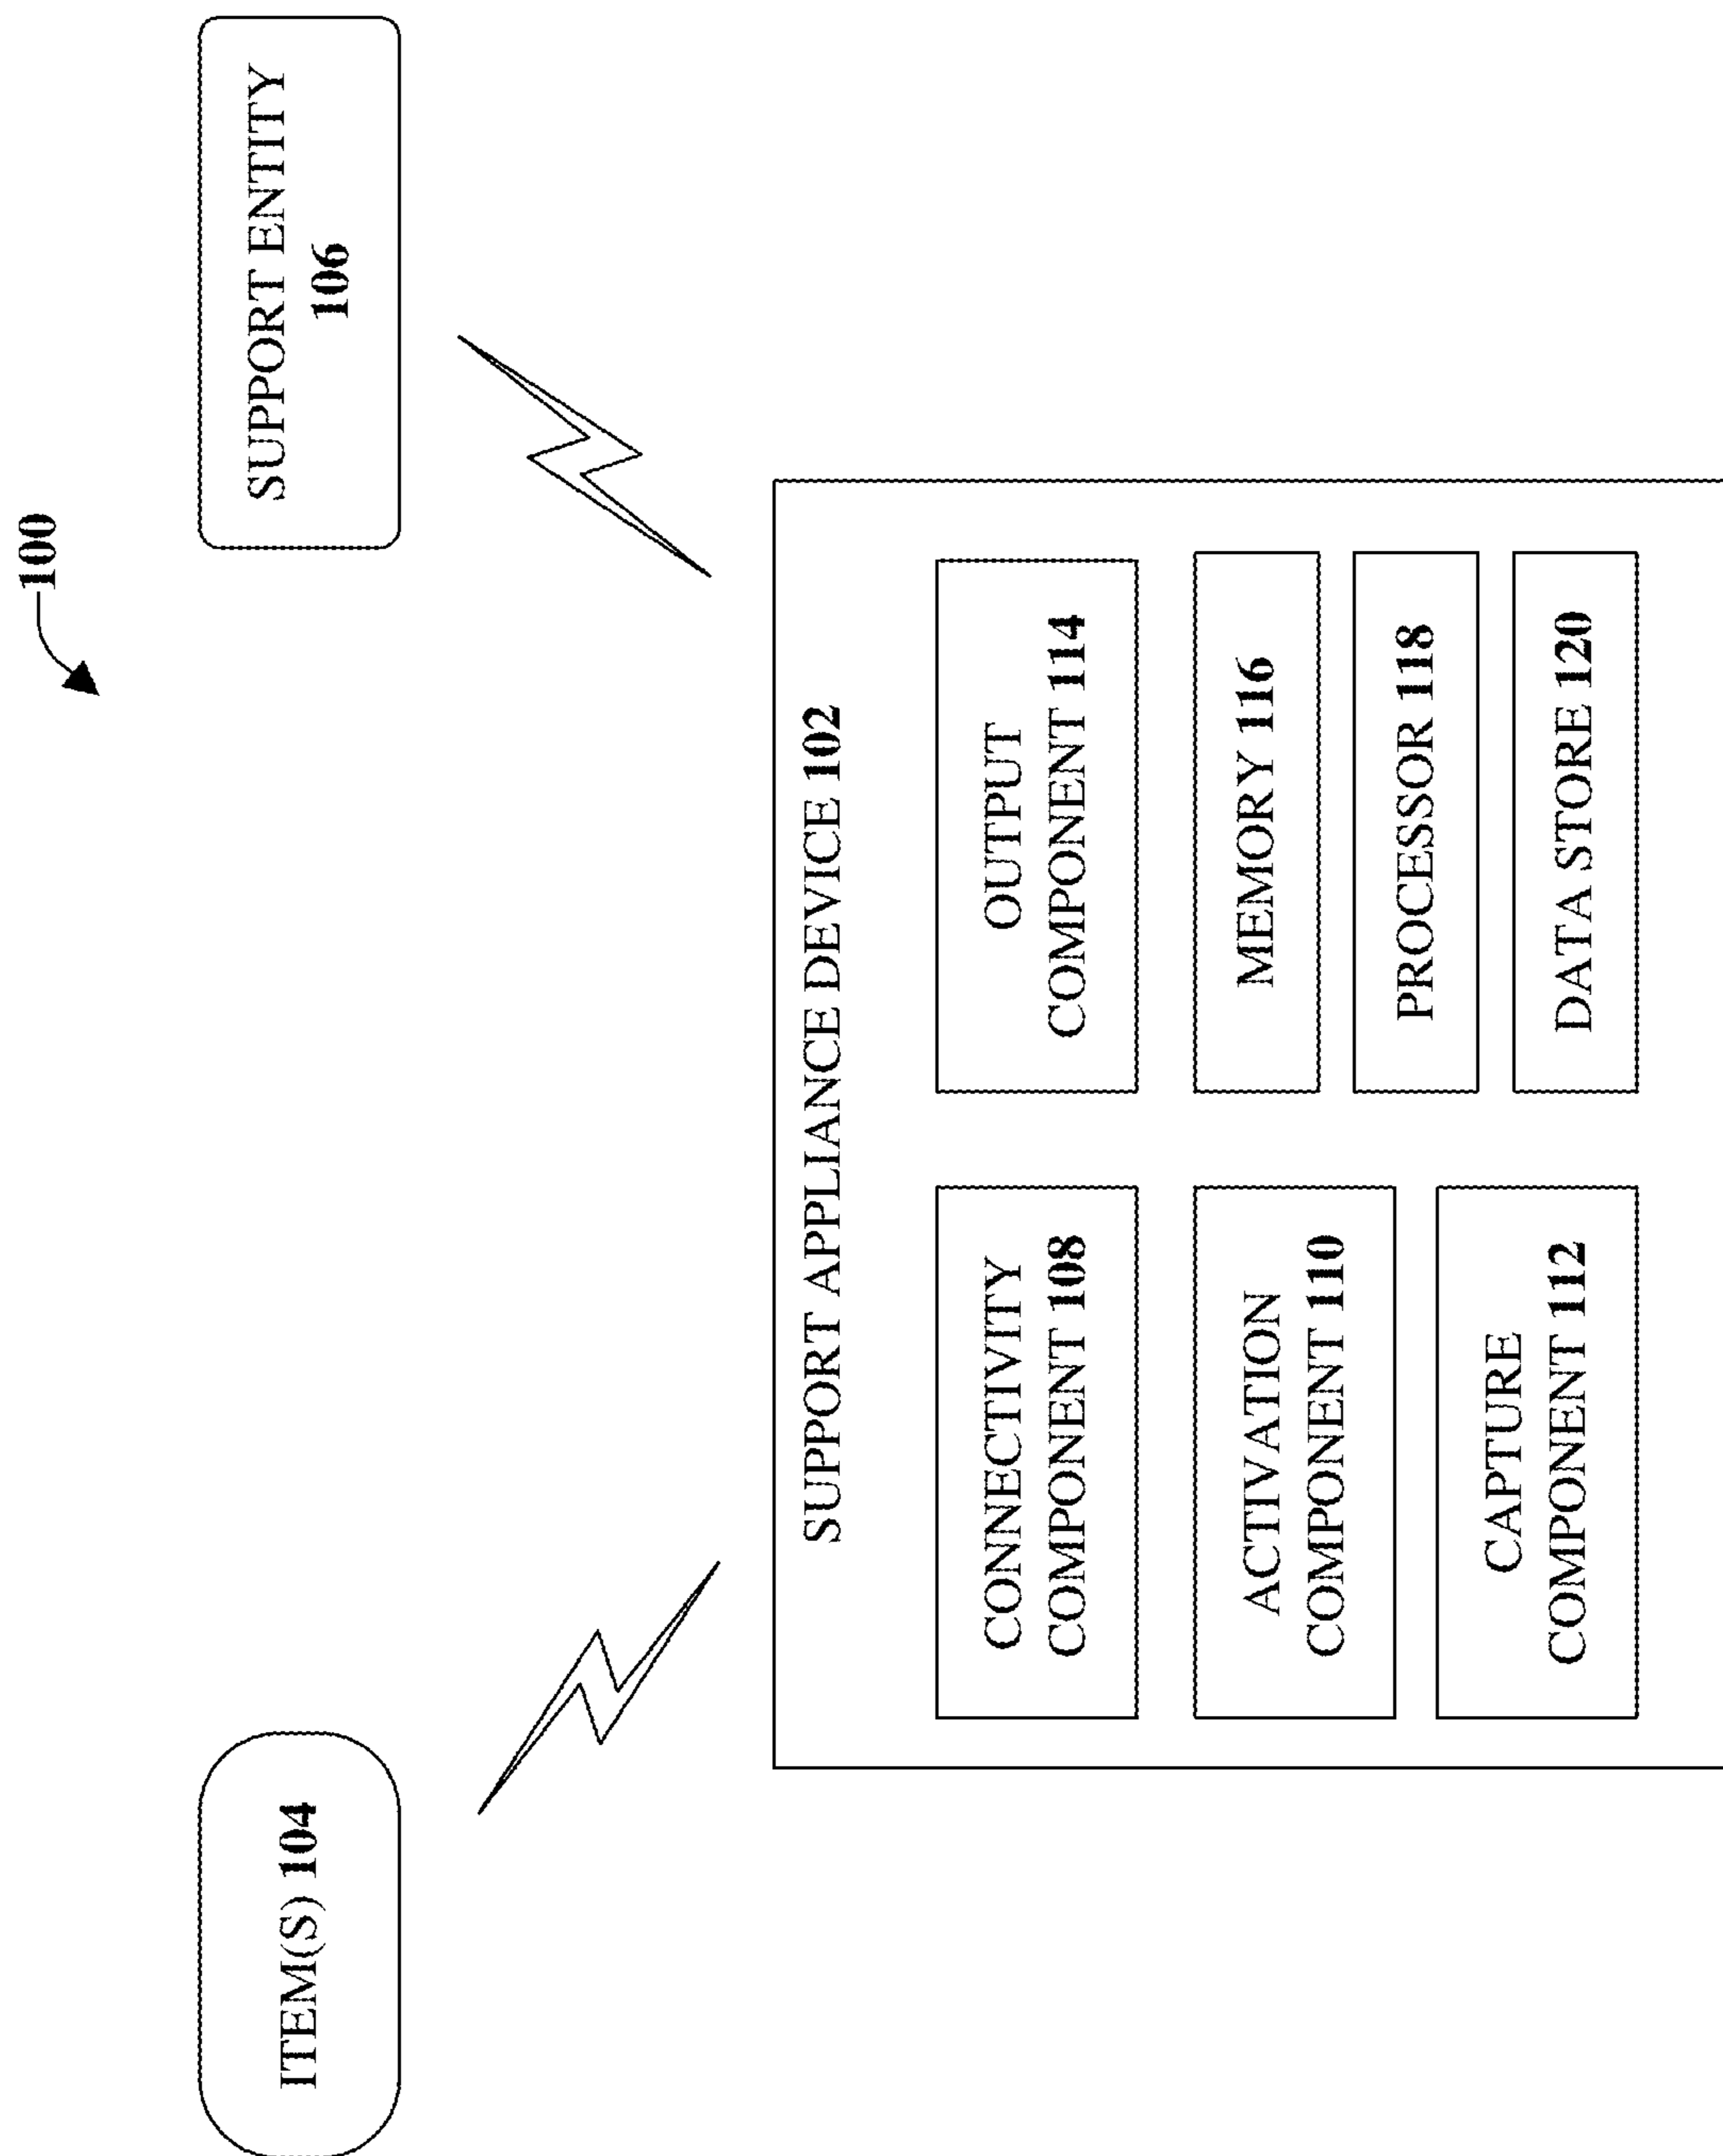 100
ITEM(S) 104
SUPPORT ENTITY
106
SUPPORT APPLIANCE DEVICE 102
CONNECTIVITY
COMPONENT 108
ACTIVATION
COMPONENT 110
CAPTURE
COMPONENT 112
OUTPUT
COMPONENT 114
MEMORY 116
PROCESSOR 118
DATA STORE 120